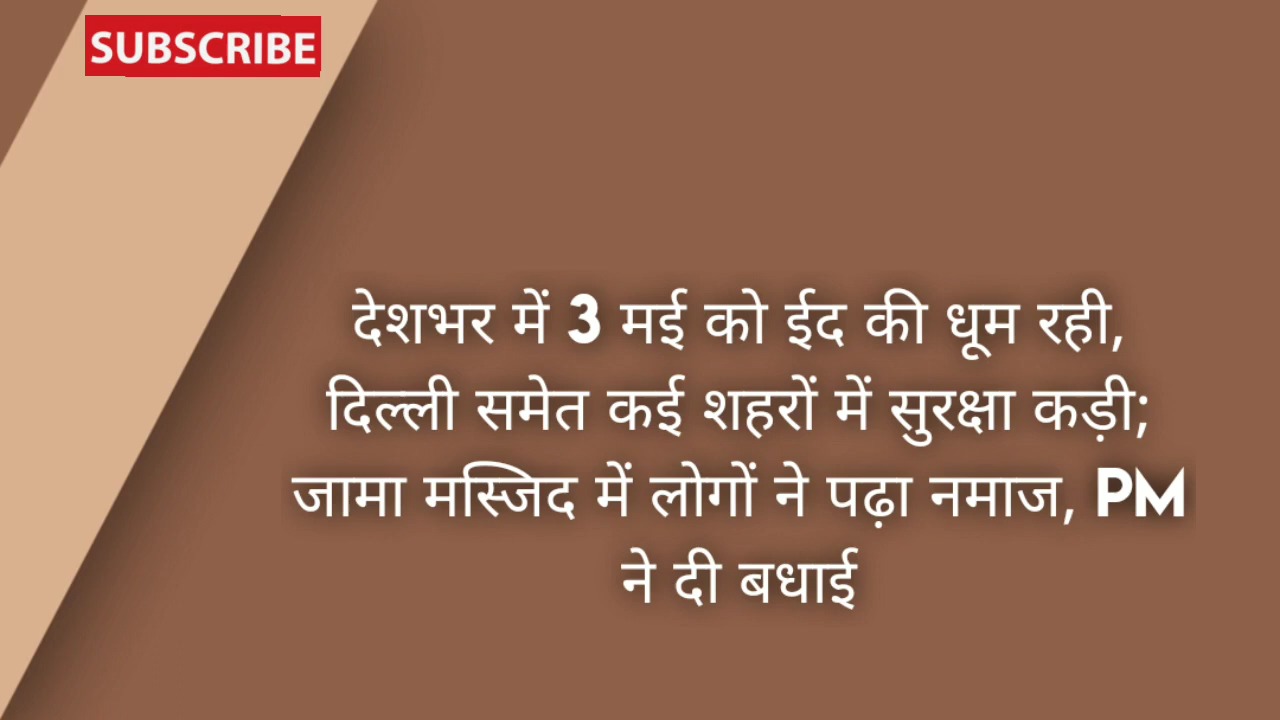 SUBSCRIBE
देशभर में 3 मई को ईद की धूम रही,
दिल्ली समेत कई शहरों में सुरक्षा कड़ी;
जामा मस्जिद में लोगों ने पढ़ा नमाज, PM
ने दी बधाई